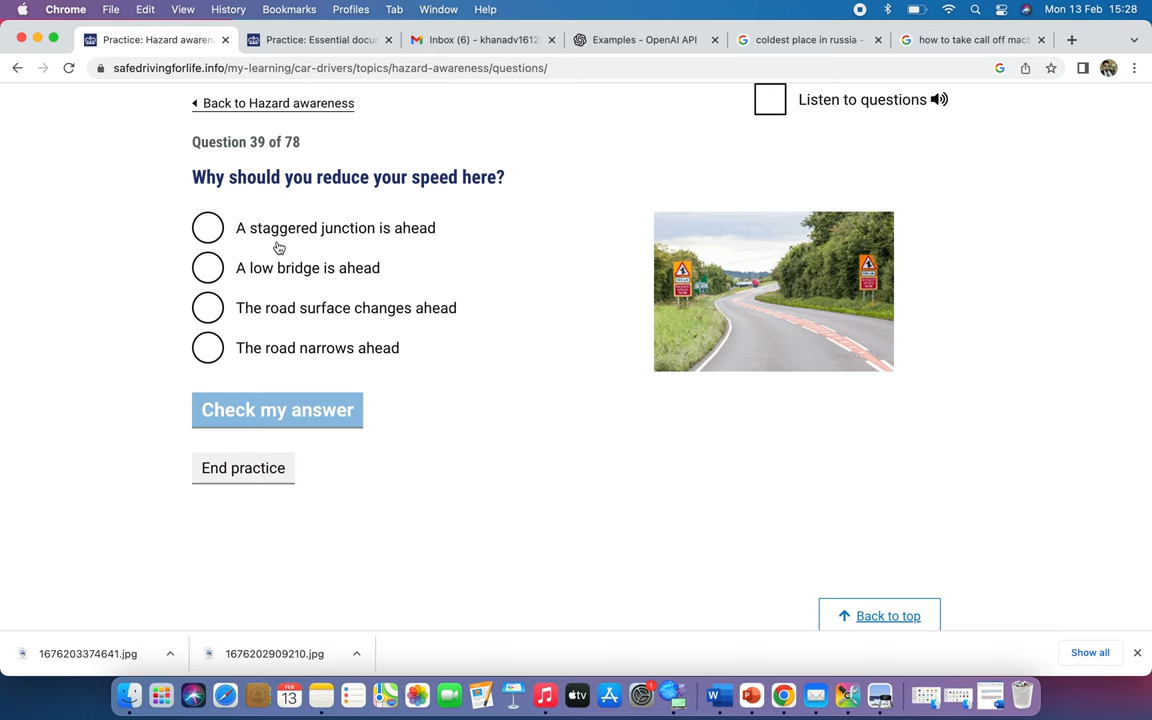 Chrome File Edit View History Bookmarks Profiles Tab Window Help Mon 13 Feb 15:28
Practice: Hazard awaren Practice: Essential docu Inbox (6) - khanadv1612 Examples - OpenAI API coldest place in russia - how to take call off mac
safedrivingforlife.info/my-learning/car-drivers/topics/hazard-awareness/questions/
Back to Hazard awareness
Listen to questions
Question 39 of 78
Why should you reduce your speed here?
A staggered junction is ahead
A low bridge is ahead
The road surface changes ahead
The road narrows ahead
Check my answer
End practice
Back to top
1676203374641.jpg 1676202909210.jpg Show all
FEB
13
tv
1
W
P